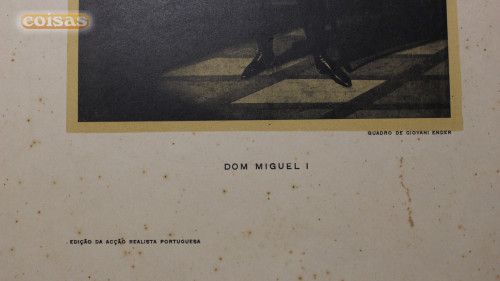 coisas
QUADRO DE GIOVANI ENDER
DOM MIGUEL I
EDIÇÃO DA ACÇÃO REALISTA PORTUGUESA